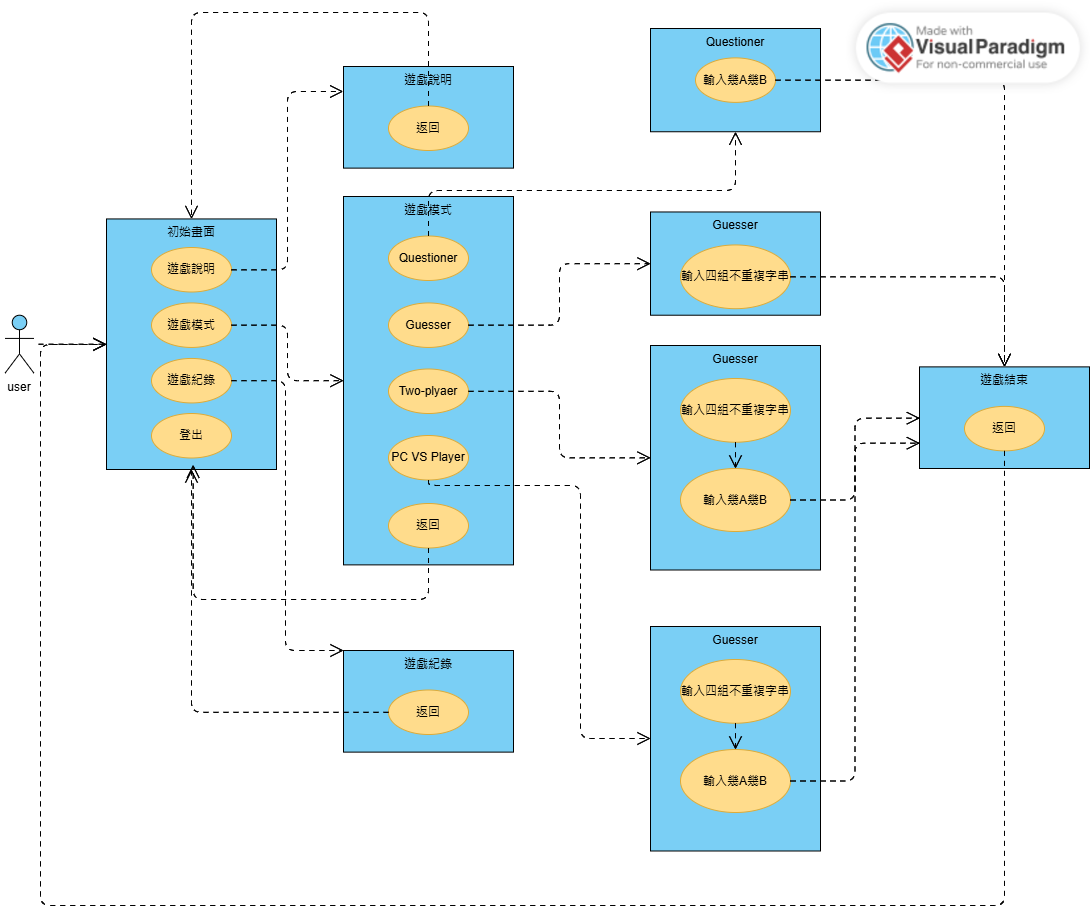 Made with
Visual Paradigm
For non-commercial use
user
初始畫面
遊戲說明
遊戲模式
遊戲紀錄
登出
遊戲說明
返回
遊戲模式
Questioner
Guesser
Two-plyaer
PC VS Player
返回
遊戲紀錄
返回
Questioner
輸入幾A幾B
Guesser
輸入四組不重複字串
Guesser
輸入四組不重複字串
輸入幾A幾B
Guesser
輸入四組不重複字串
輸入幾A幾B
遊戲結束
返回